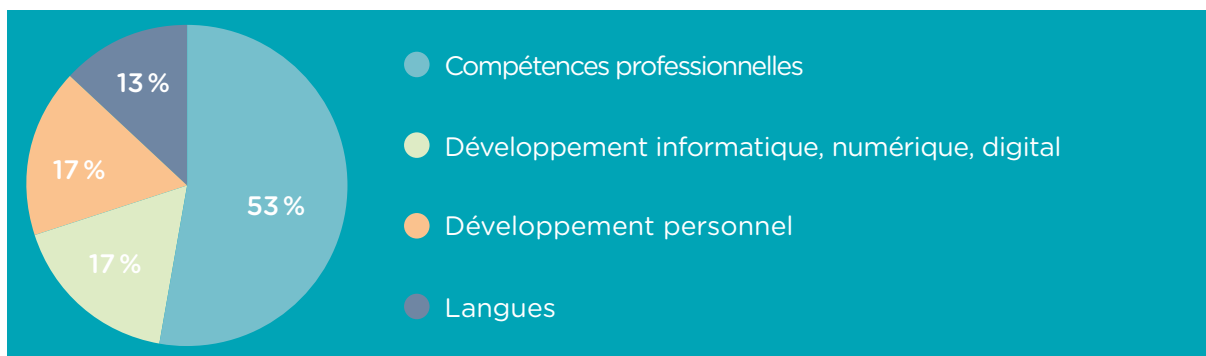 13 %
17 %
53 %
17 %
Compétences professionnelles
Développement informatique, numérique, digital
Développement personnel
Langues